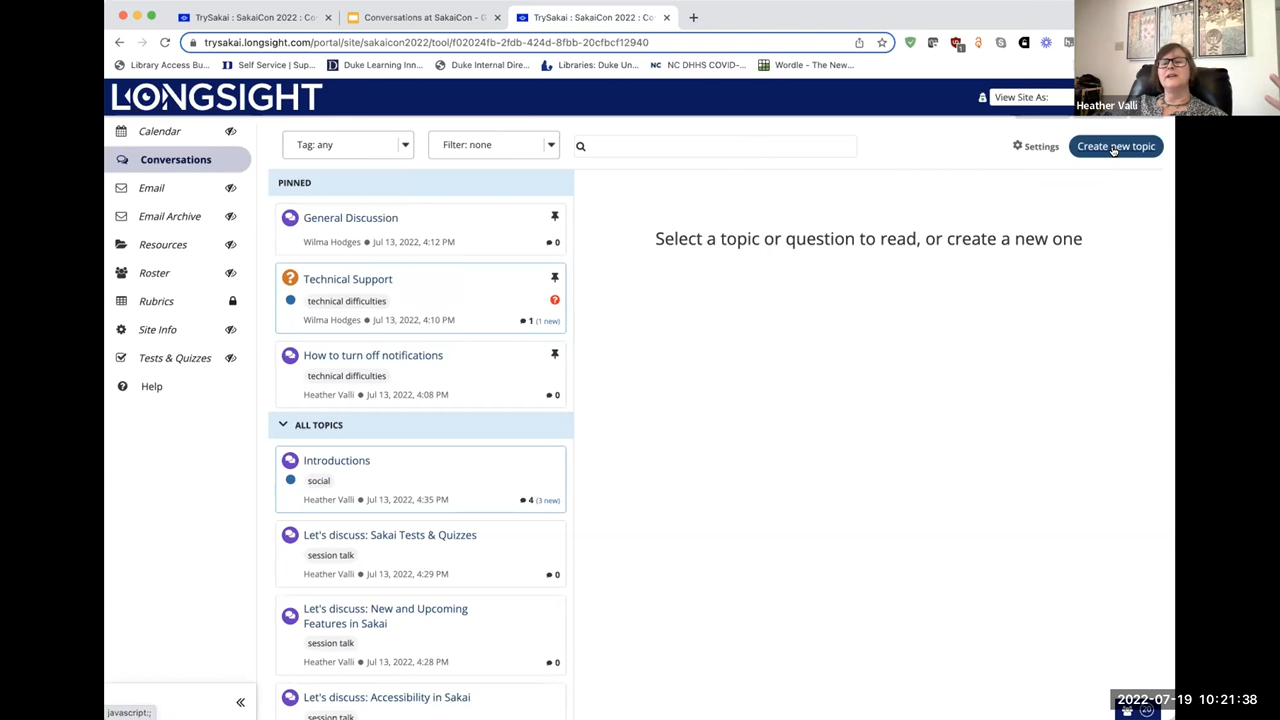 TrySakai : SakaiCon 2022 : Co
Conversations at SakaiCon - G
TrySakai : SakaiCon 2022 : Co
trysakai.longsight.com/portal/site/sakaicon2022/tool/f02024fb-2fdb-424d-8fbb-20cfbcf12940
Library Access Bu...
Self Service | Sup...
Duke Learning Inn...
Duke Internal Dire...
Libraries: Duke Un...
NC
NC DHHS COVID-...
Wordle - The New...
LONGSIGHT
View Site As:
Heather Valli
Calendar
Conversations
Email
Email Archive
Resources
Roster
Rubrics
Site Info
Tests & Quizzes
Help
Tag: any
Filter: none
Settings
Create new topic
PINNED
General Discussion
Wilma Hodges ● Jul 13, 2022, 4:12 PM
0
Technical Support
technical difficulties
Wilma Hodges ● Jul 13, 2022, 4:10 PM
1 (1 new)
How to turn off notifications
technical difficulties
Heather Valli ● Jul 13, 2022, 4:08 PM
0
ALL TOPICS
Introductions
social
Heather Valli ● Jul 13, 2022, 4:35 PM
4 (3 new)
Let's discuss: Sakai Tests & Quizzes
session talk
Heather Valli ● Jul 13, 2022, 4:29 PM
0
Let's discuss: New and Upcoming
Features in Sakai
session talk
Heather Valli ● Jul 13, 2022, 4:28 PM
0
Let's discuss: Accessibility in Sakai
session talk
Select a topic or question to read, or create a new one
javascript:;
2022-07-19 10:21:38
20